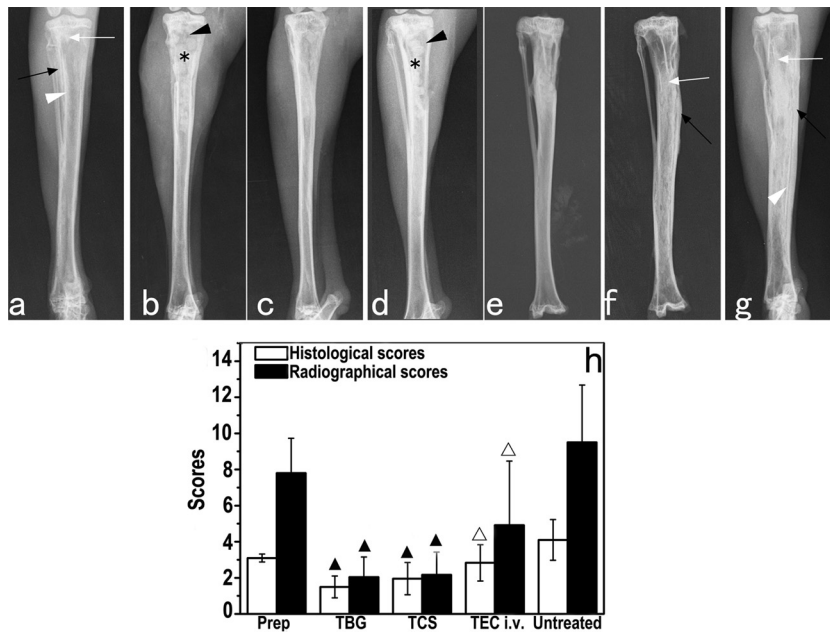 a b c d e f g
* *
h
Histological scores
Radiographical scores
14
12
10
8
6
4
2
0
Scores
Prep TBG TCS TEC i.v. Untreated